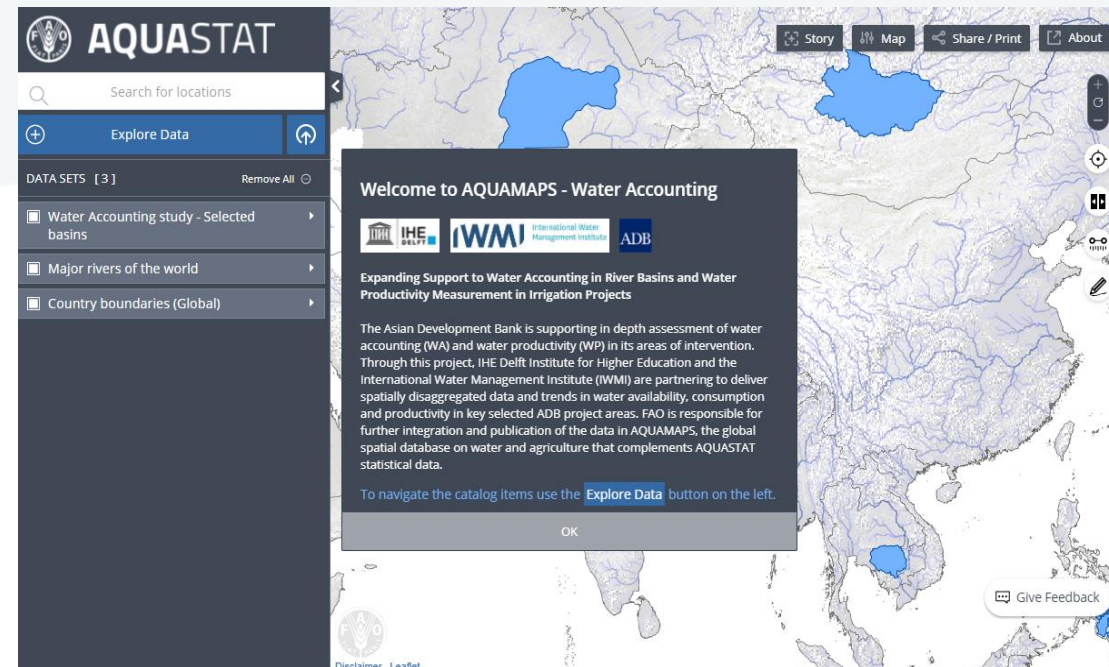 AQUASTAT
Search for locations
Explore Data
DATA SETS [3]
Remove All
Water Accounting study - Selected
basins
Major rivers of the world
Country boundaries (Global)
Story
Map
Share / Print
About
Welcome to AQUAMAPS - Water Accounting
IHE
DELFT
IWMI
International Water
Management Institute
ADB
Expanding Support to Water Accounting in River Basins and Water
Productivity Measurement in Irrigation Projects
The Asian Development Bank is supporting in depth assessment of water
accounting (WA) and water productivity (WP) in its areas of intervention.
Through this project, IHE Delft Institute for Higher Education and the
International Water Management Institute (IWMI) are partnering to deliver
spatially disaggregated data and trends in water availability, consumption
and productivity in key selected ADB project areas. FAO is responsible for
further integration and publication of the data in AQUAMAPS, the global
spatial database on water and agriculture that complements AQUASTAT
statistical data.
To navigate the catalog items use the Explore Data button on the left.
OK
Give Feedback
Disclaimer Leaflet